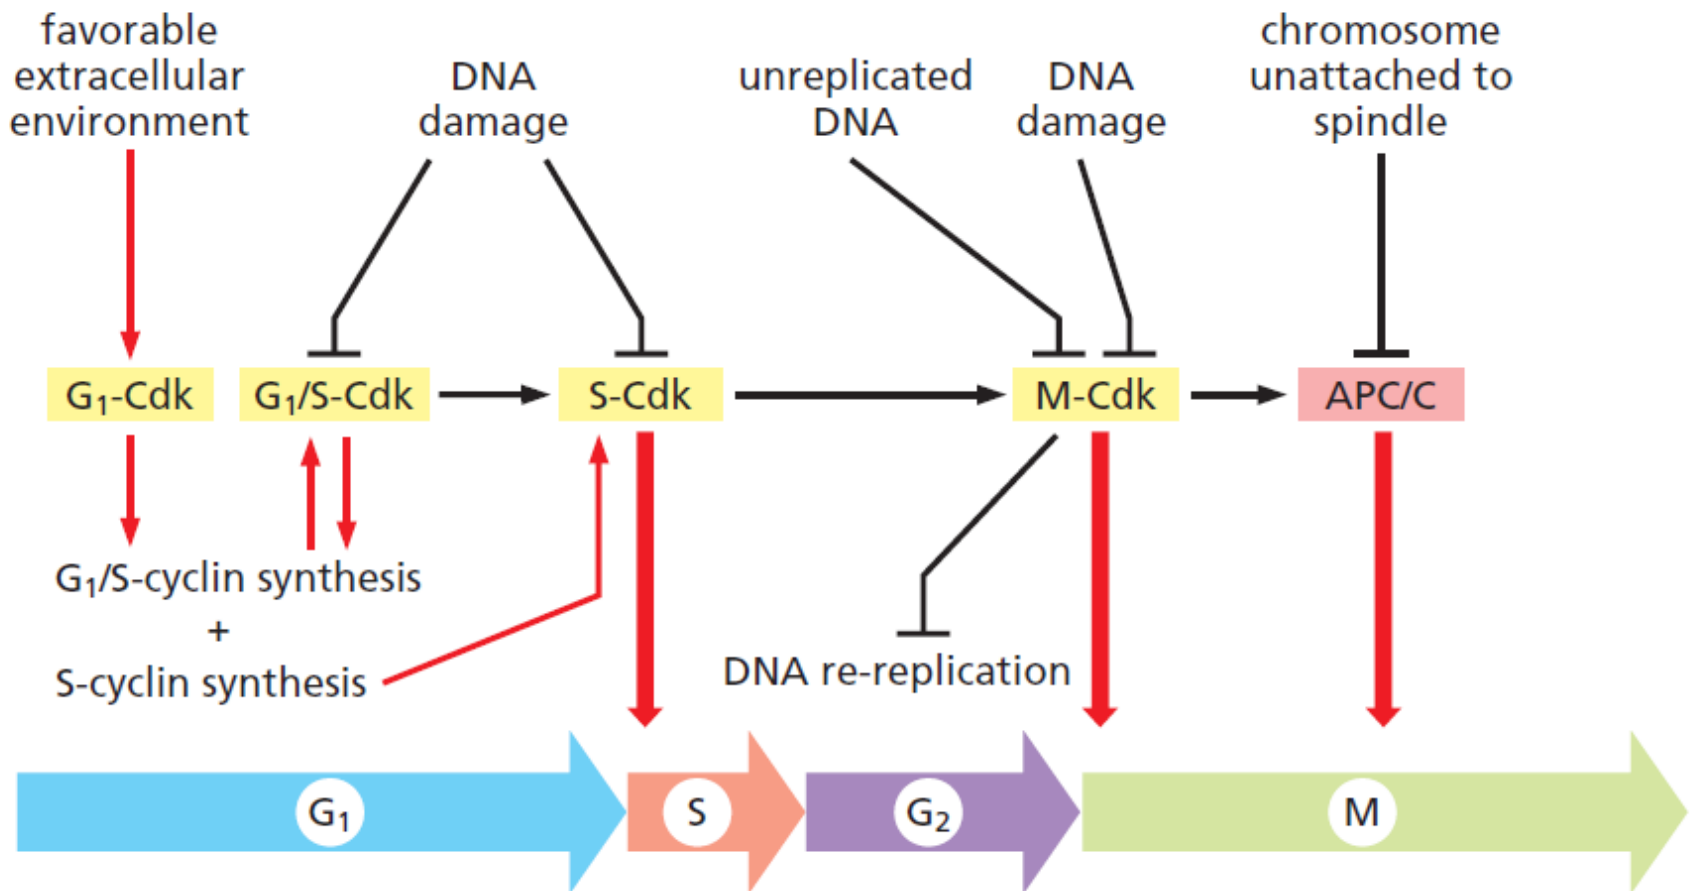 favorable
extracellular
environment
DNA
damage
unreplicated
DNA
DNA
damage
chromosome
unattached to
spindle
G₁-Cdk
G₁/S-Cdk
S-Cdk
M-Cdk
APC/C
G₁/S-cyclin synthesis
+
S-cyclin synthesis
DNA re-replication
G₁
S
G₂
M